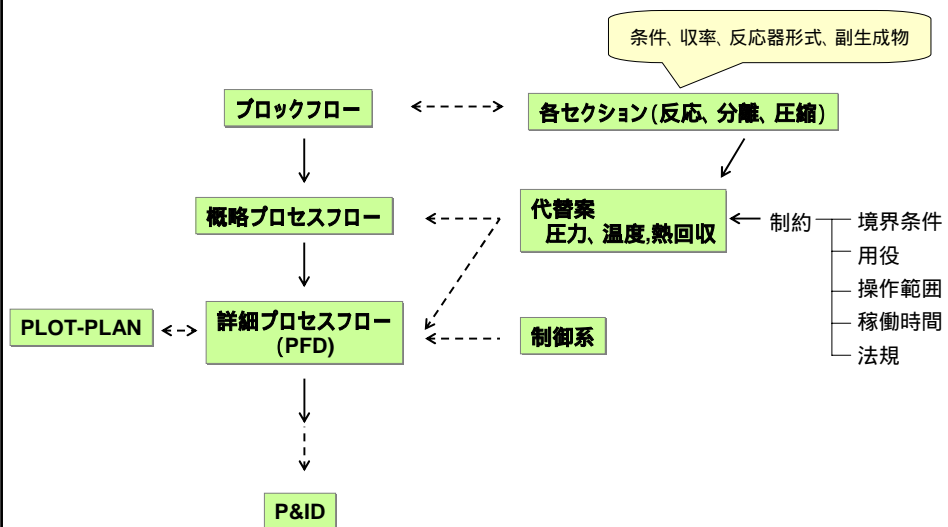 条件、収率、反応器形式、副生成物
ブロックフロー
各セクション(反応、分離、圧縮)
概略プロセスフロー
代替案
圧力、温度,熱回収
制約
境界条件
用役
操作範囲
稼働時間
法規
PLOT-PLAN
詳細プロセスフロー
(PFD)
制御系
P&ID